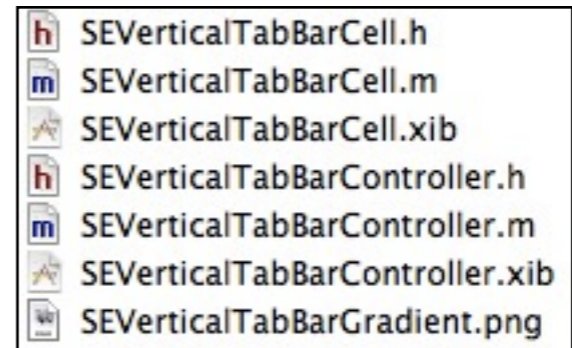 h SEVerticalTabBarCell.h
m SEVerticalTabBarCell.m
SEVerticalTabBarCell.xib
h SEVerticalTabBarController.h
m SEVerticalTabBarController.m
SEVerticalTabBarController.xib
SEVerticalTabBarGradient.png